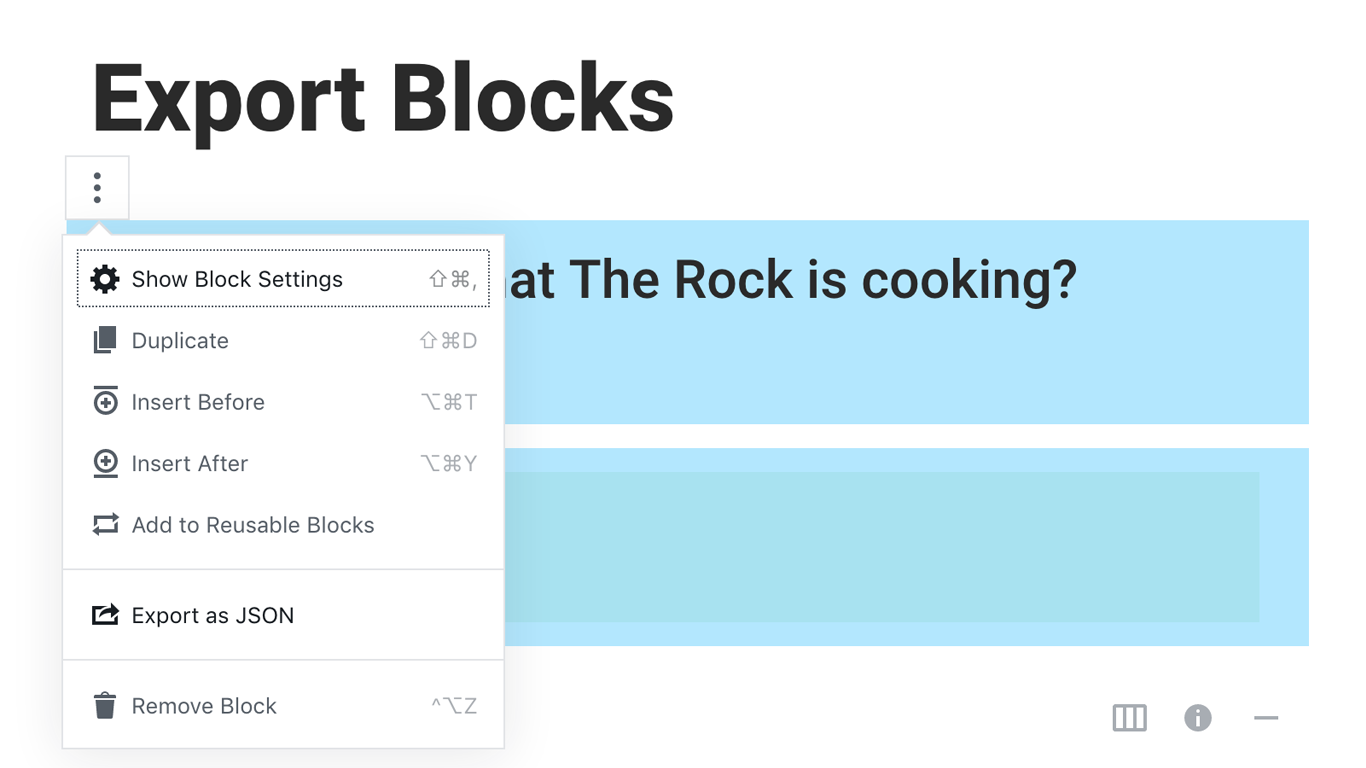 Export Blocks
at The Rock is cooking?
Show Block Settings ⇧⌘,
Duplicate ⇧⌘D
Insert Before ⌥⌘T
Insert After ⌥⌘Y
Add to Reusable Blocks
Export as JSON
Remove Block ^⌥Z